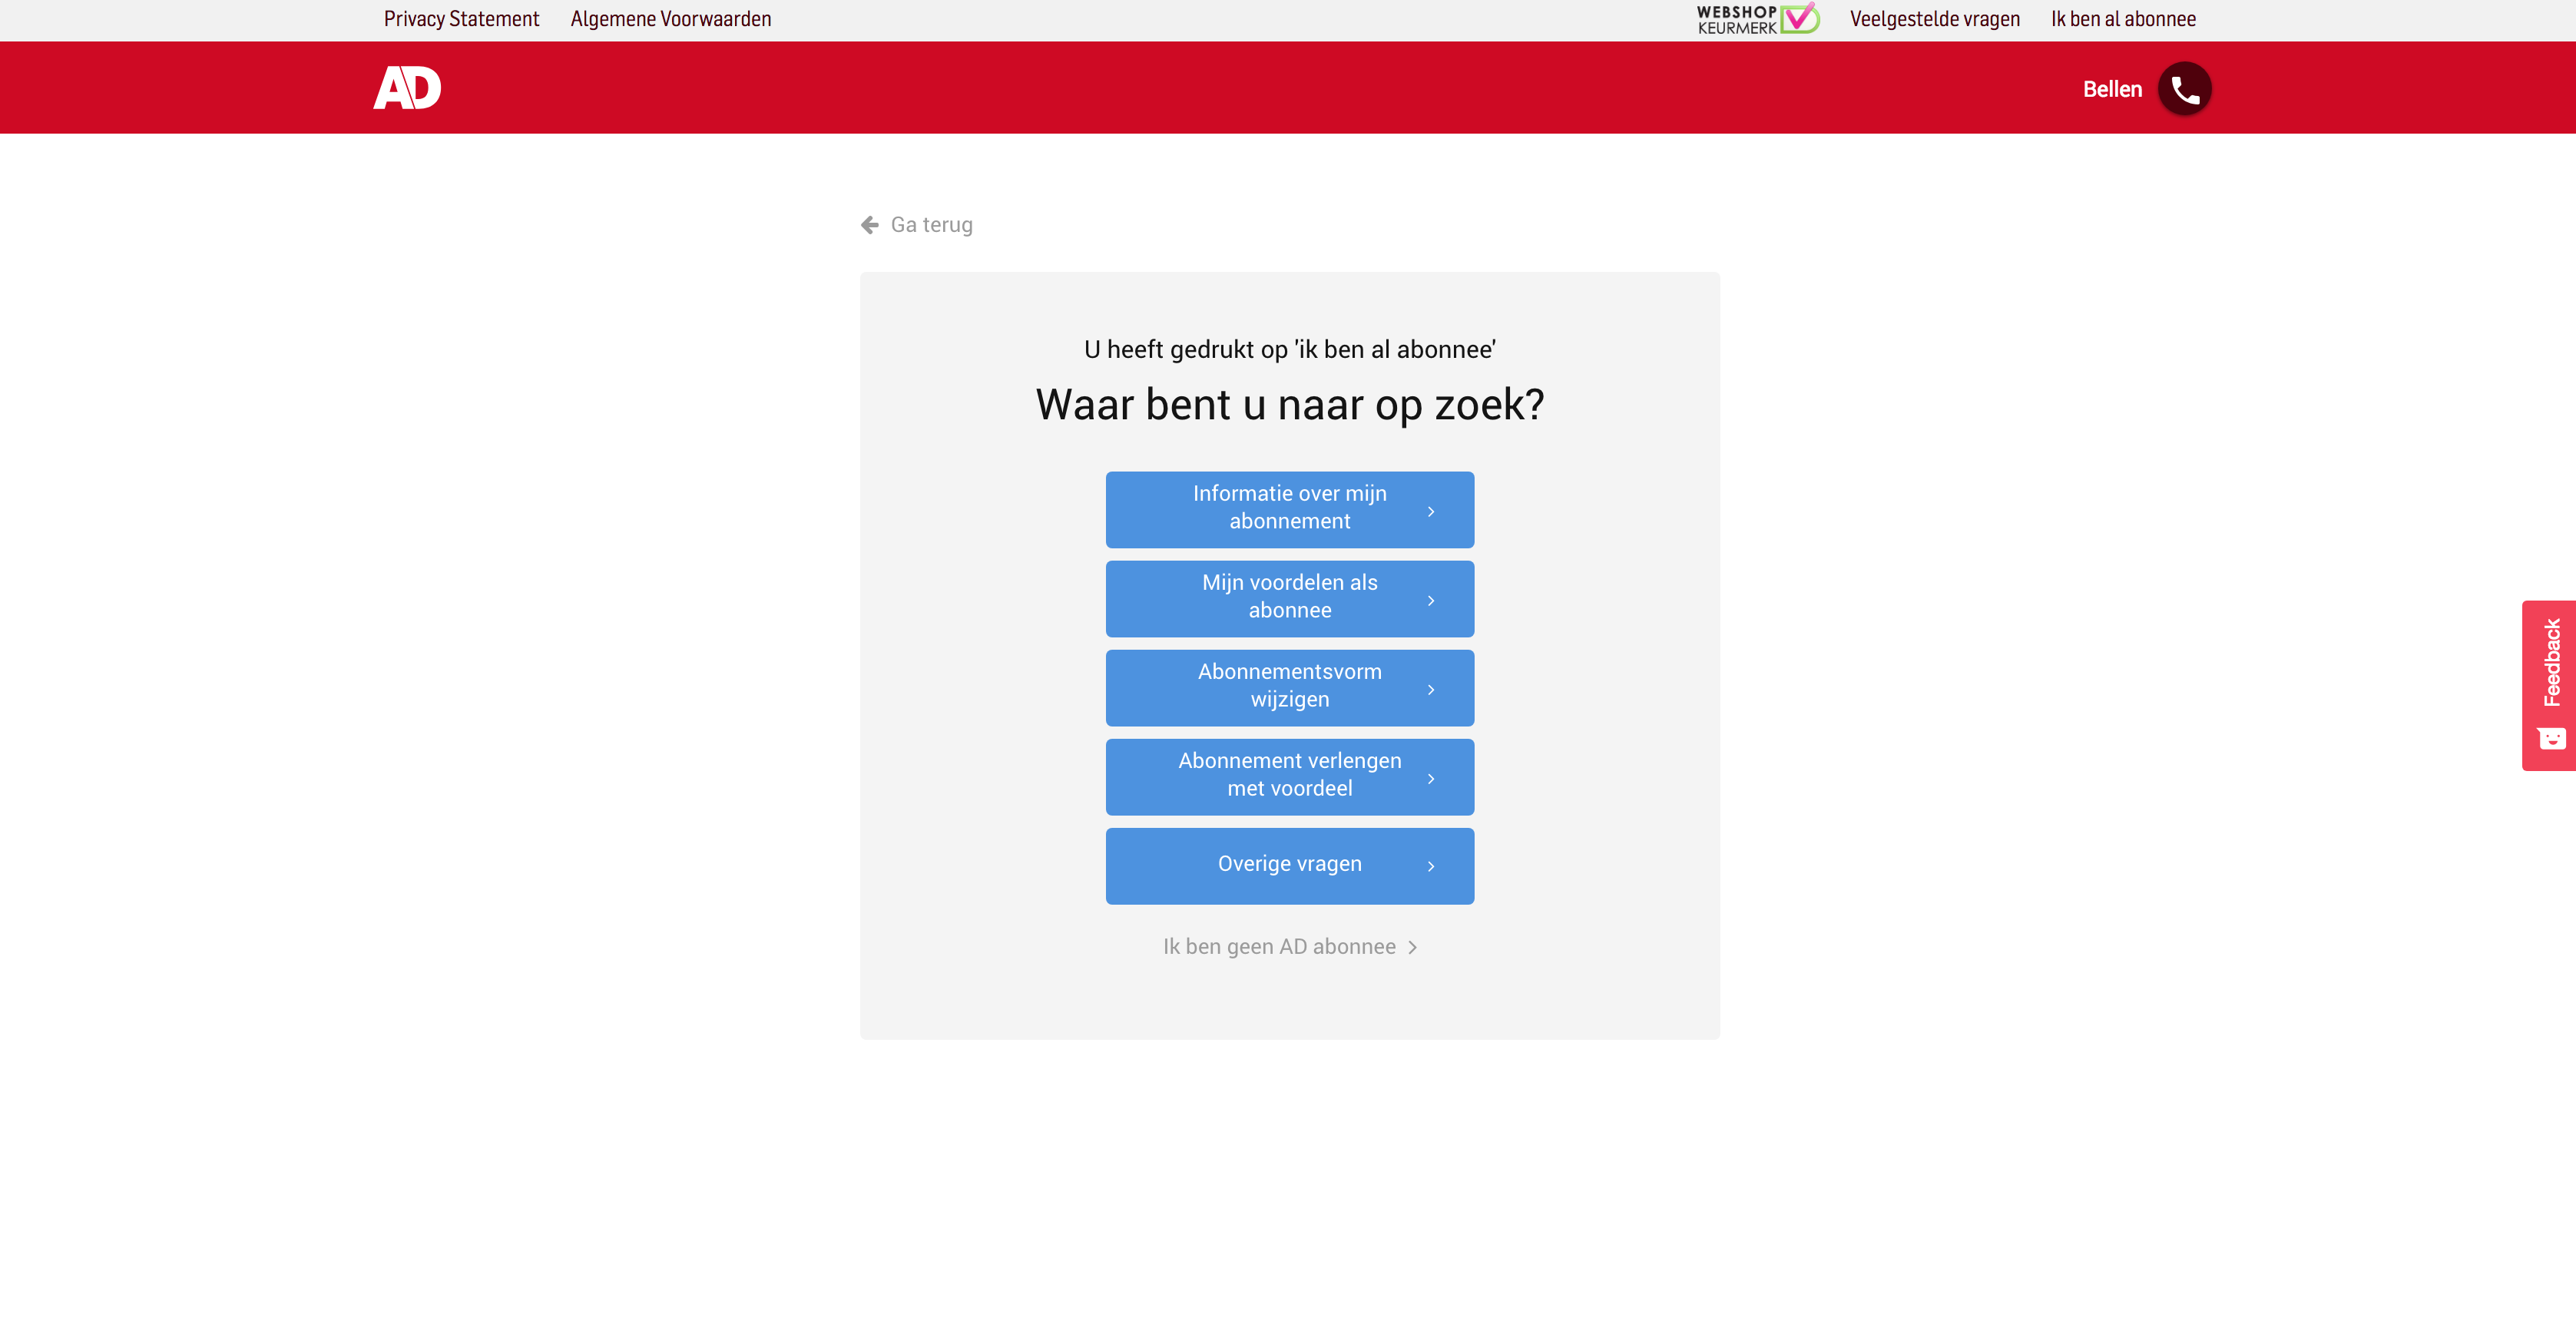 Privacy Statement
Algemene Voorwaarden
WEBSHOP
KEURMERK
Veelgestelde vragen
Ik ben al abonnee
AD
Bellen
Ga terug
U heeft gedrukt op 'ik ben al abonnee'
Waar bent u naar op zoek?
Informatie over mijn
abonnement
Mijn voordelen als
abonnee
Abonnementsvorm
wijzigen
Abonnement verlengen
met voordeel
Overige vragen
Ik ben geen AD abonnee
Feedback